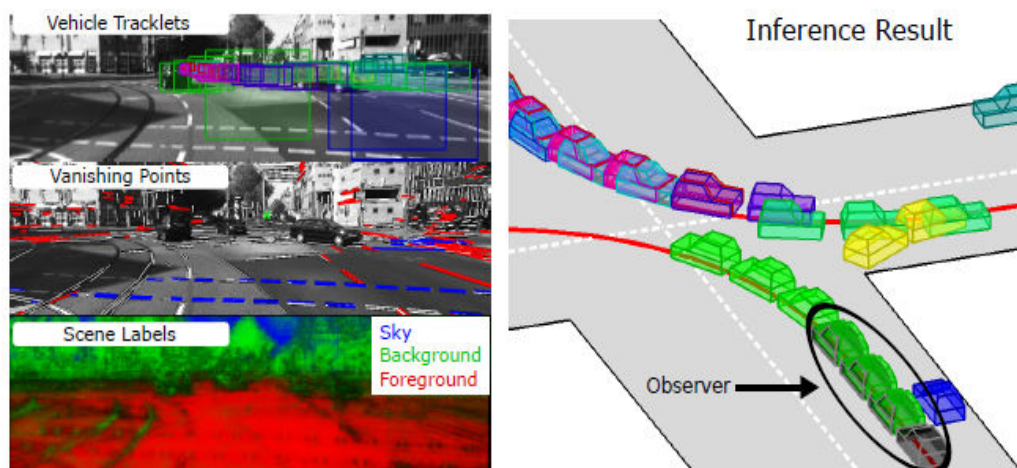 Vehicle Tracklets
Vanishing Points
Scene Labels
Sky
Background
Foreground
Inference Result
Observer